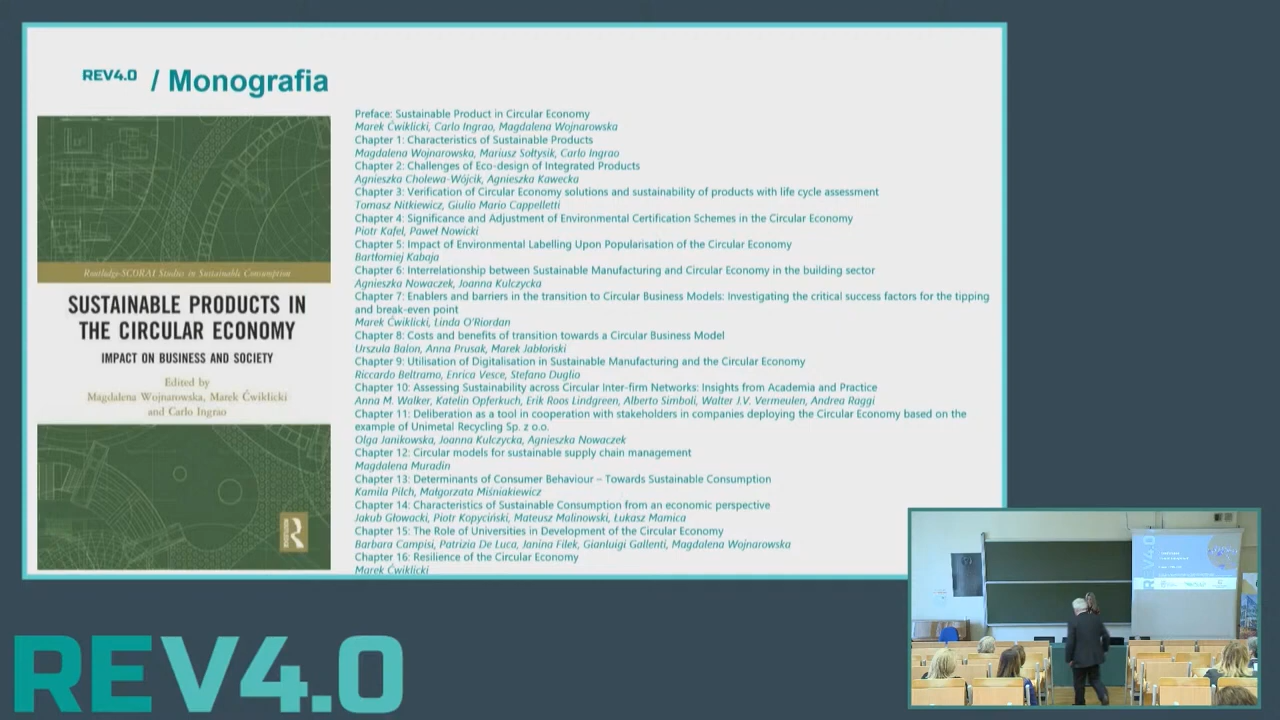 REV4.0 / Monografia
Routledge-SCORAI Studies in Sustainable Consumption
SUSTAINABLE PRODUCTS IN
THE CIRCULAR ECONOMY
IMPACT ON BUSINESS AND SOCIETY
Edited by
Magdalena Wojnarowska, Marek Ćwiklicki
and Carlo Ingrao
R
Preface: Sustainable Product in Circular Economy
Marek Ćwiklicki, Carlo Ingrao, Magdalena Wojnarowska
Chapter 1: Characteristics of Sustainable Products
Magdalena Wojnarowska, Mariusz Sołtysik, Carlo Ingrao
Chapter 2: Challenges of Eco-design of Integrated Products
Agnieszka Cholewa-Wójcik, Agnieszka Kawecka
Chapter 3: Verification of Circular Economy solutions and sustainability of products with life cycle assessment
Tomasz Nitkiewicz, Giulio Mario Cappelletti
Chapter 4: Significance and Adjustment of Environmental Certification Schemes in the Circular Economy
Piotr Kafel, Paweł Nowicki
Chapter 5: Impact of Environmental Labelling Upon Popularisation of the Circular Economy
Bartłomiej Kabaja
Chapter 6: Interrelationship between Sustainable Manufacturing and Circular Economy in the building sector
Agnieszka Nowaczek, Joanna Kulczycka
Chapter 7: Enablers and barriers in the transition to Circular Business Models: Investigating the critical success factors for the tipping
and break-even point
Marek Ćwiklicki, Linda O'Riordan
Chapter 8: Costs and benefits of transition towards a Circular Business Model
Urszula Balon, Anna Prusak, Marek Jabłoński
Chapter 9: Utilisation of Digitalisation in Sustainable Manufacturing and the Circular Economy
Riccardo Beltramo, Enrica Vesce, Stefano Duglio
Chapter 10: Assessing Sustainability across Circular Inter-firm Networks: Insights from Academia and Practice
Anna M. Walker, Katelin Opferkuch, Erik Roos Lindgreen, Alberto Simboli, Walter J.V. Vermeulen, Andrea Raggi
Chapter 11: Deliberation as a tool in cooperation with stakeholders in companies deploying the Circular Economy based on the
example of Unimetal Recycling Sp. z o.o.
Olga Janikowska, Joanna Kulczycka, Agnieszka Nowaczek
Chapter 12: Circular models for sustainable supply chain management
Magdalena Muradin
Chapter 13: Determinants of Consumer Behaviour – Towards Sustainable Consumption
Kamila Pilch, Małgorzata Miśniakiewicz
Chapter 14: Characteristics of Sustainable Consumption from an economic perspective
Jakub Głowacki, Piotr Kopyciński, Mateusz Malinowski, Łukasz Mamica
Chapter 15: The Role of Universities in Development of the Circular Economy
Barbara Campisi, Patrizia De Luca, Janina Filek, Gianluigi Gallenti, Magdalena Wojnarowska
Chapter 16: Resilience of the Circular Economy
Marek Ćwiklicki
REV4.0
REV4.0